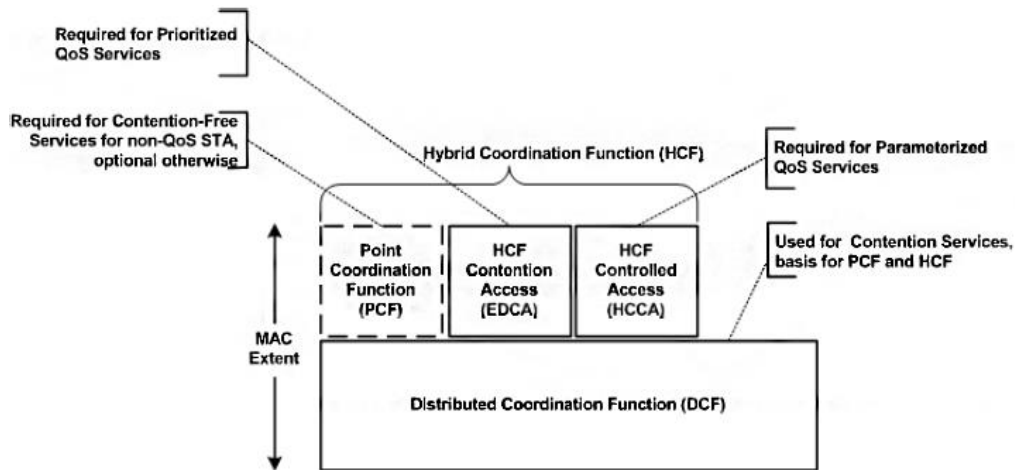 Required for Prioritized
QoS Services
Required for Contention-Free
Services for non-QoS STA,
optional otherwise
Hybrid Coordination Function (HCF)
Required for Parameterized
QoS Services
Used for Contention Services,
basis for PCF and HCF
Point
Coordination
Function
(PCF)
HCF
Contention
Access
(EDCA)
HCF
Controlled
Access
(HCCA)
MAC
Extent
Distributed Coordination Function (DCF)